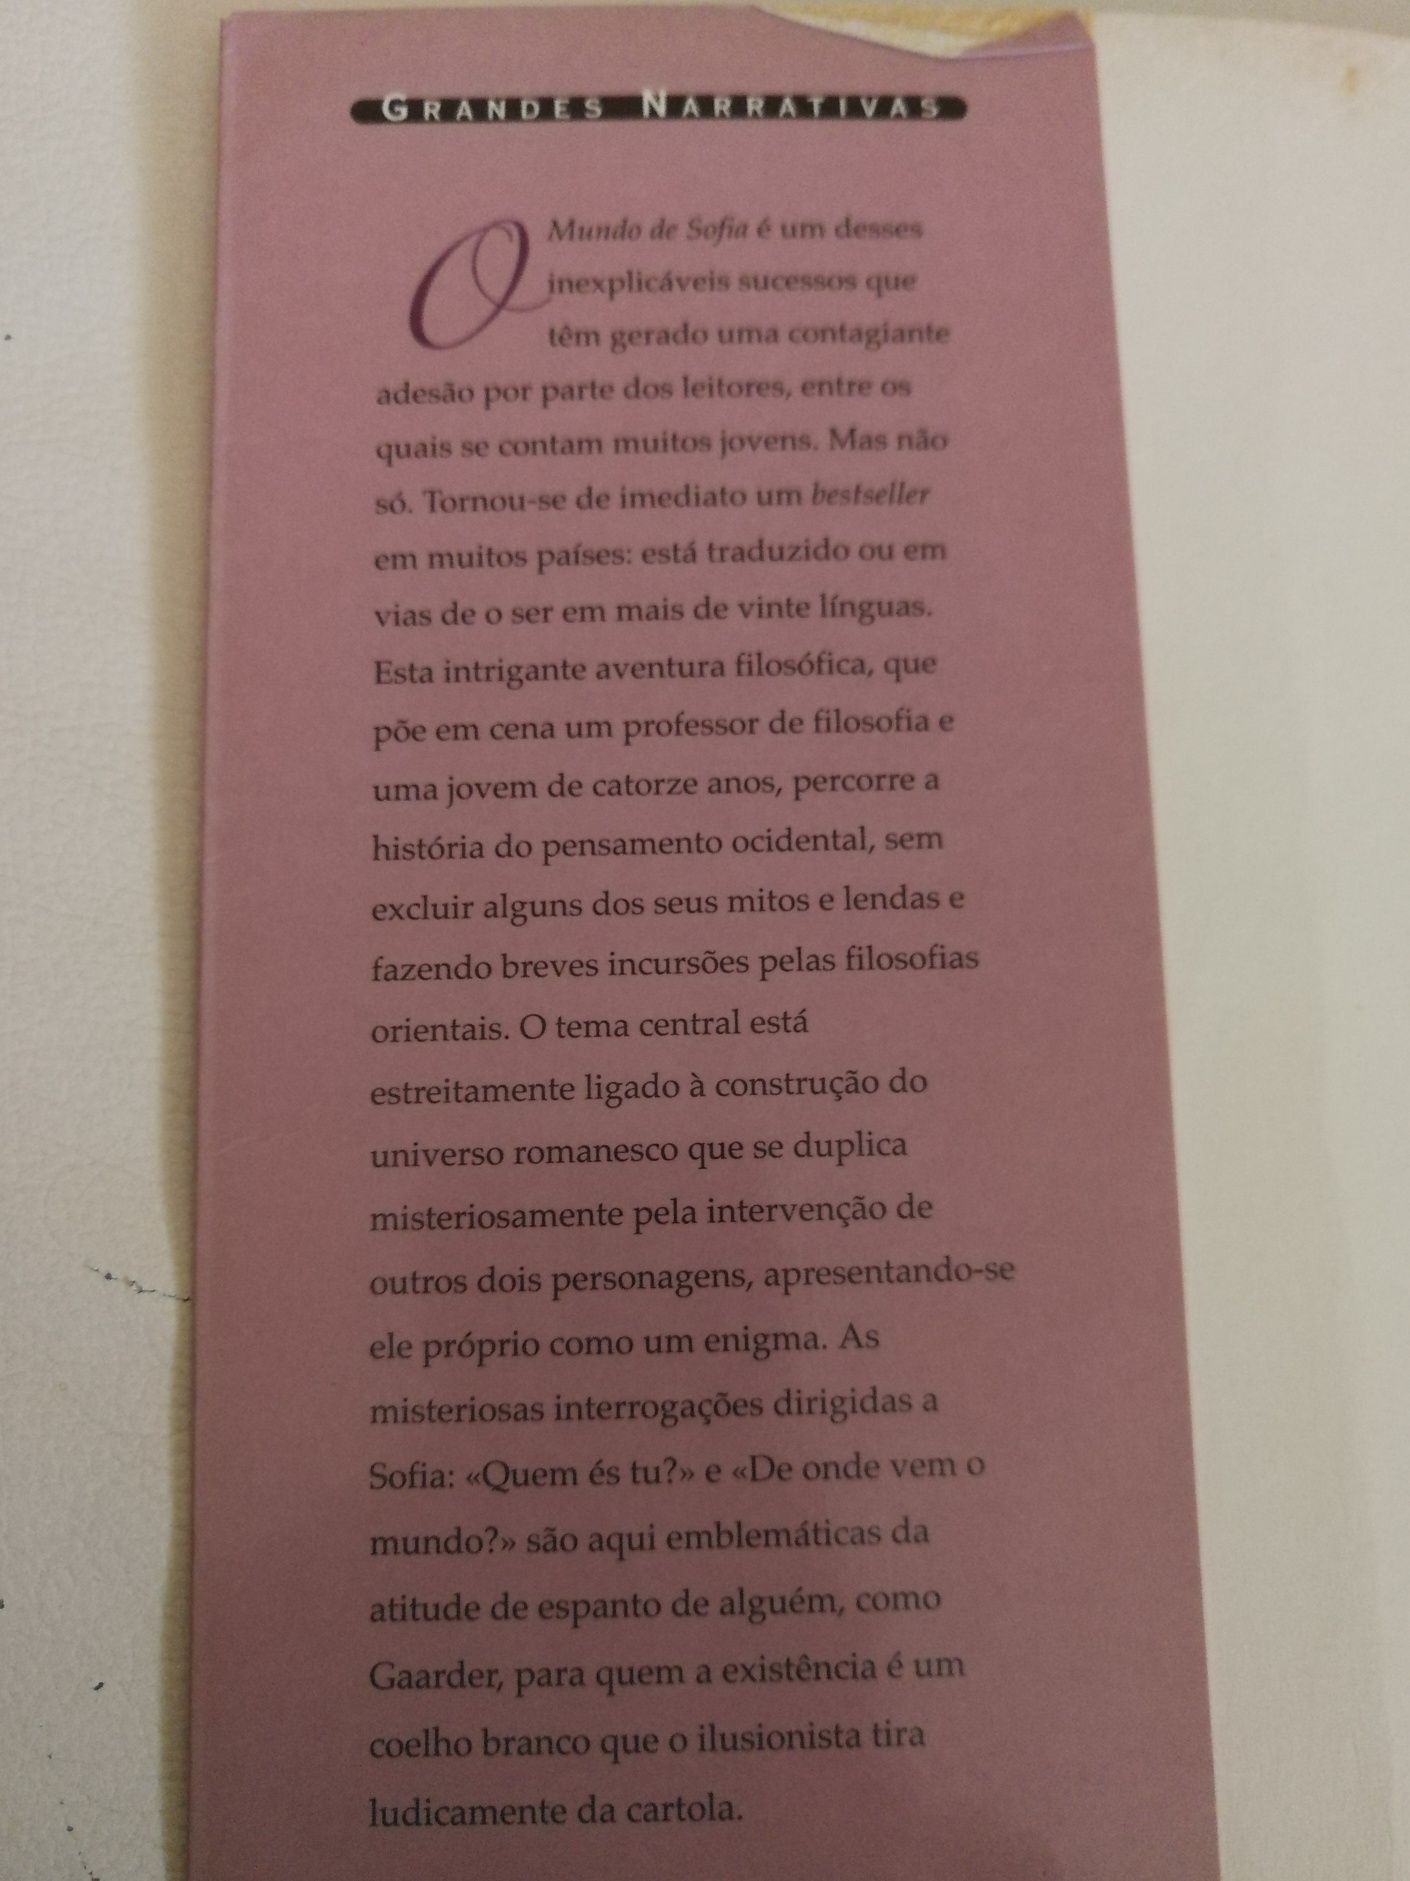 GRANDES NARRATIVAS
O Mundo de Sofia é um desses
inexplicáveis sucessos que
têm gerado uma contagiante
adesão por parte dos leitores, entre os
quais se contam muitos jovens. Mas não
só. Tornou-se de imediato um bestseller
em muitos países: está traduzido ou em
vias de o ser em mais de vinte línguas.
Esta intrigante aventura filosófica, que
põe em cena um professor de filosofia e
uma jovem de catorze anos, percorre a
história do pensamento ocidental, sem
excluir alguns dos seus mitos e lendas e
fazendo breves incursões pelas filosofias
orientais. O tema central está
estreitamente ligado à construção do
universo romanesco que se duplica
misteriosamente pela intervenção de
outros dois personagens, apresentando-se
ele próprio como um enigma. As
misteriosas interrogações dirigidas a
Sofia: «Quem és tu?» e «De onde vem o
mundo?» são aqui emblemáticas da
atitude de espanto de alguém, como
Gaarder, para quem a existência é um
coelho branco que o ilusionista tira
ludicamente da cartola.